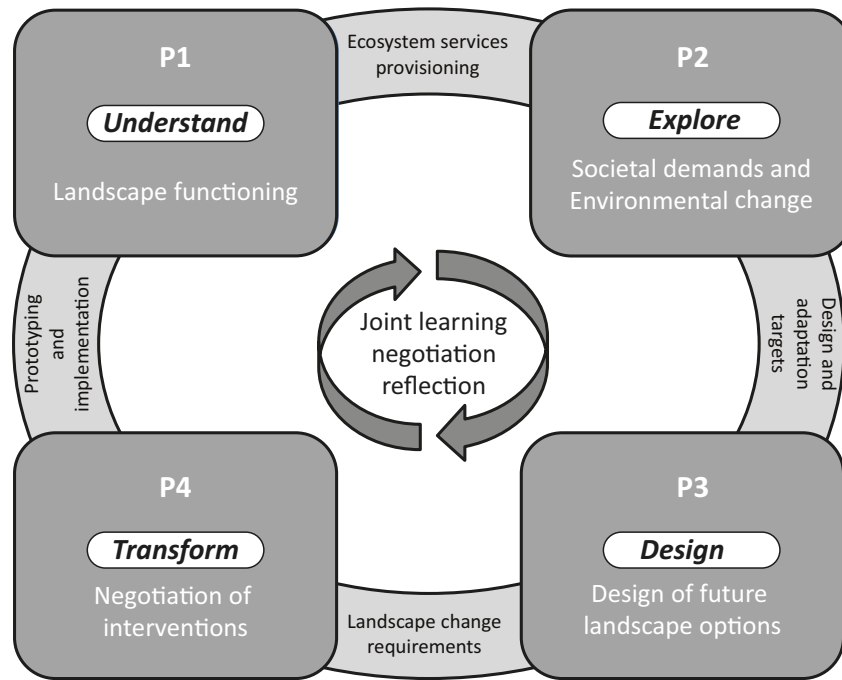 P1
Understand
Landscape functioning
Ecosystem services
provisioning
P2
Explore
Societal demands and
Environmental change
Design and
adaptation
targets
P3
Design
Design of future
landscape options
Landscape change
requirements
P4
Transform
Negotiation of
interventions
Prototyping
and
implementation
Joint learning
negotiation
reflection